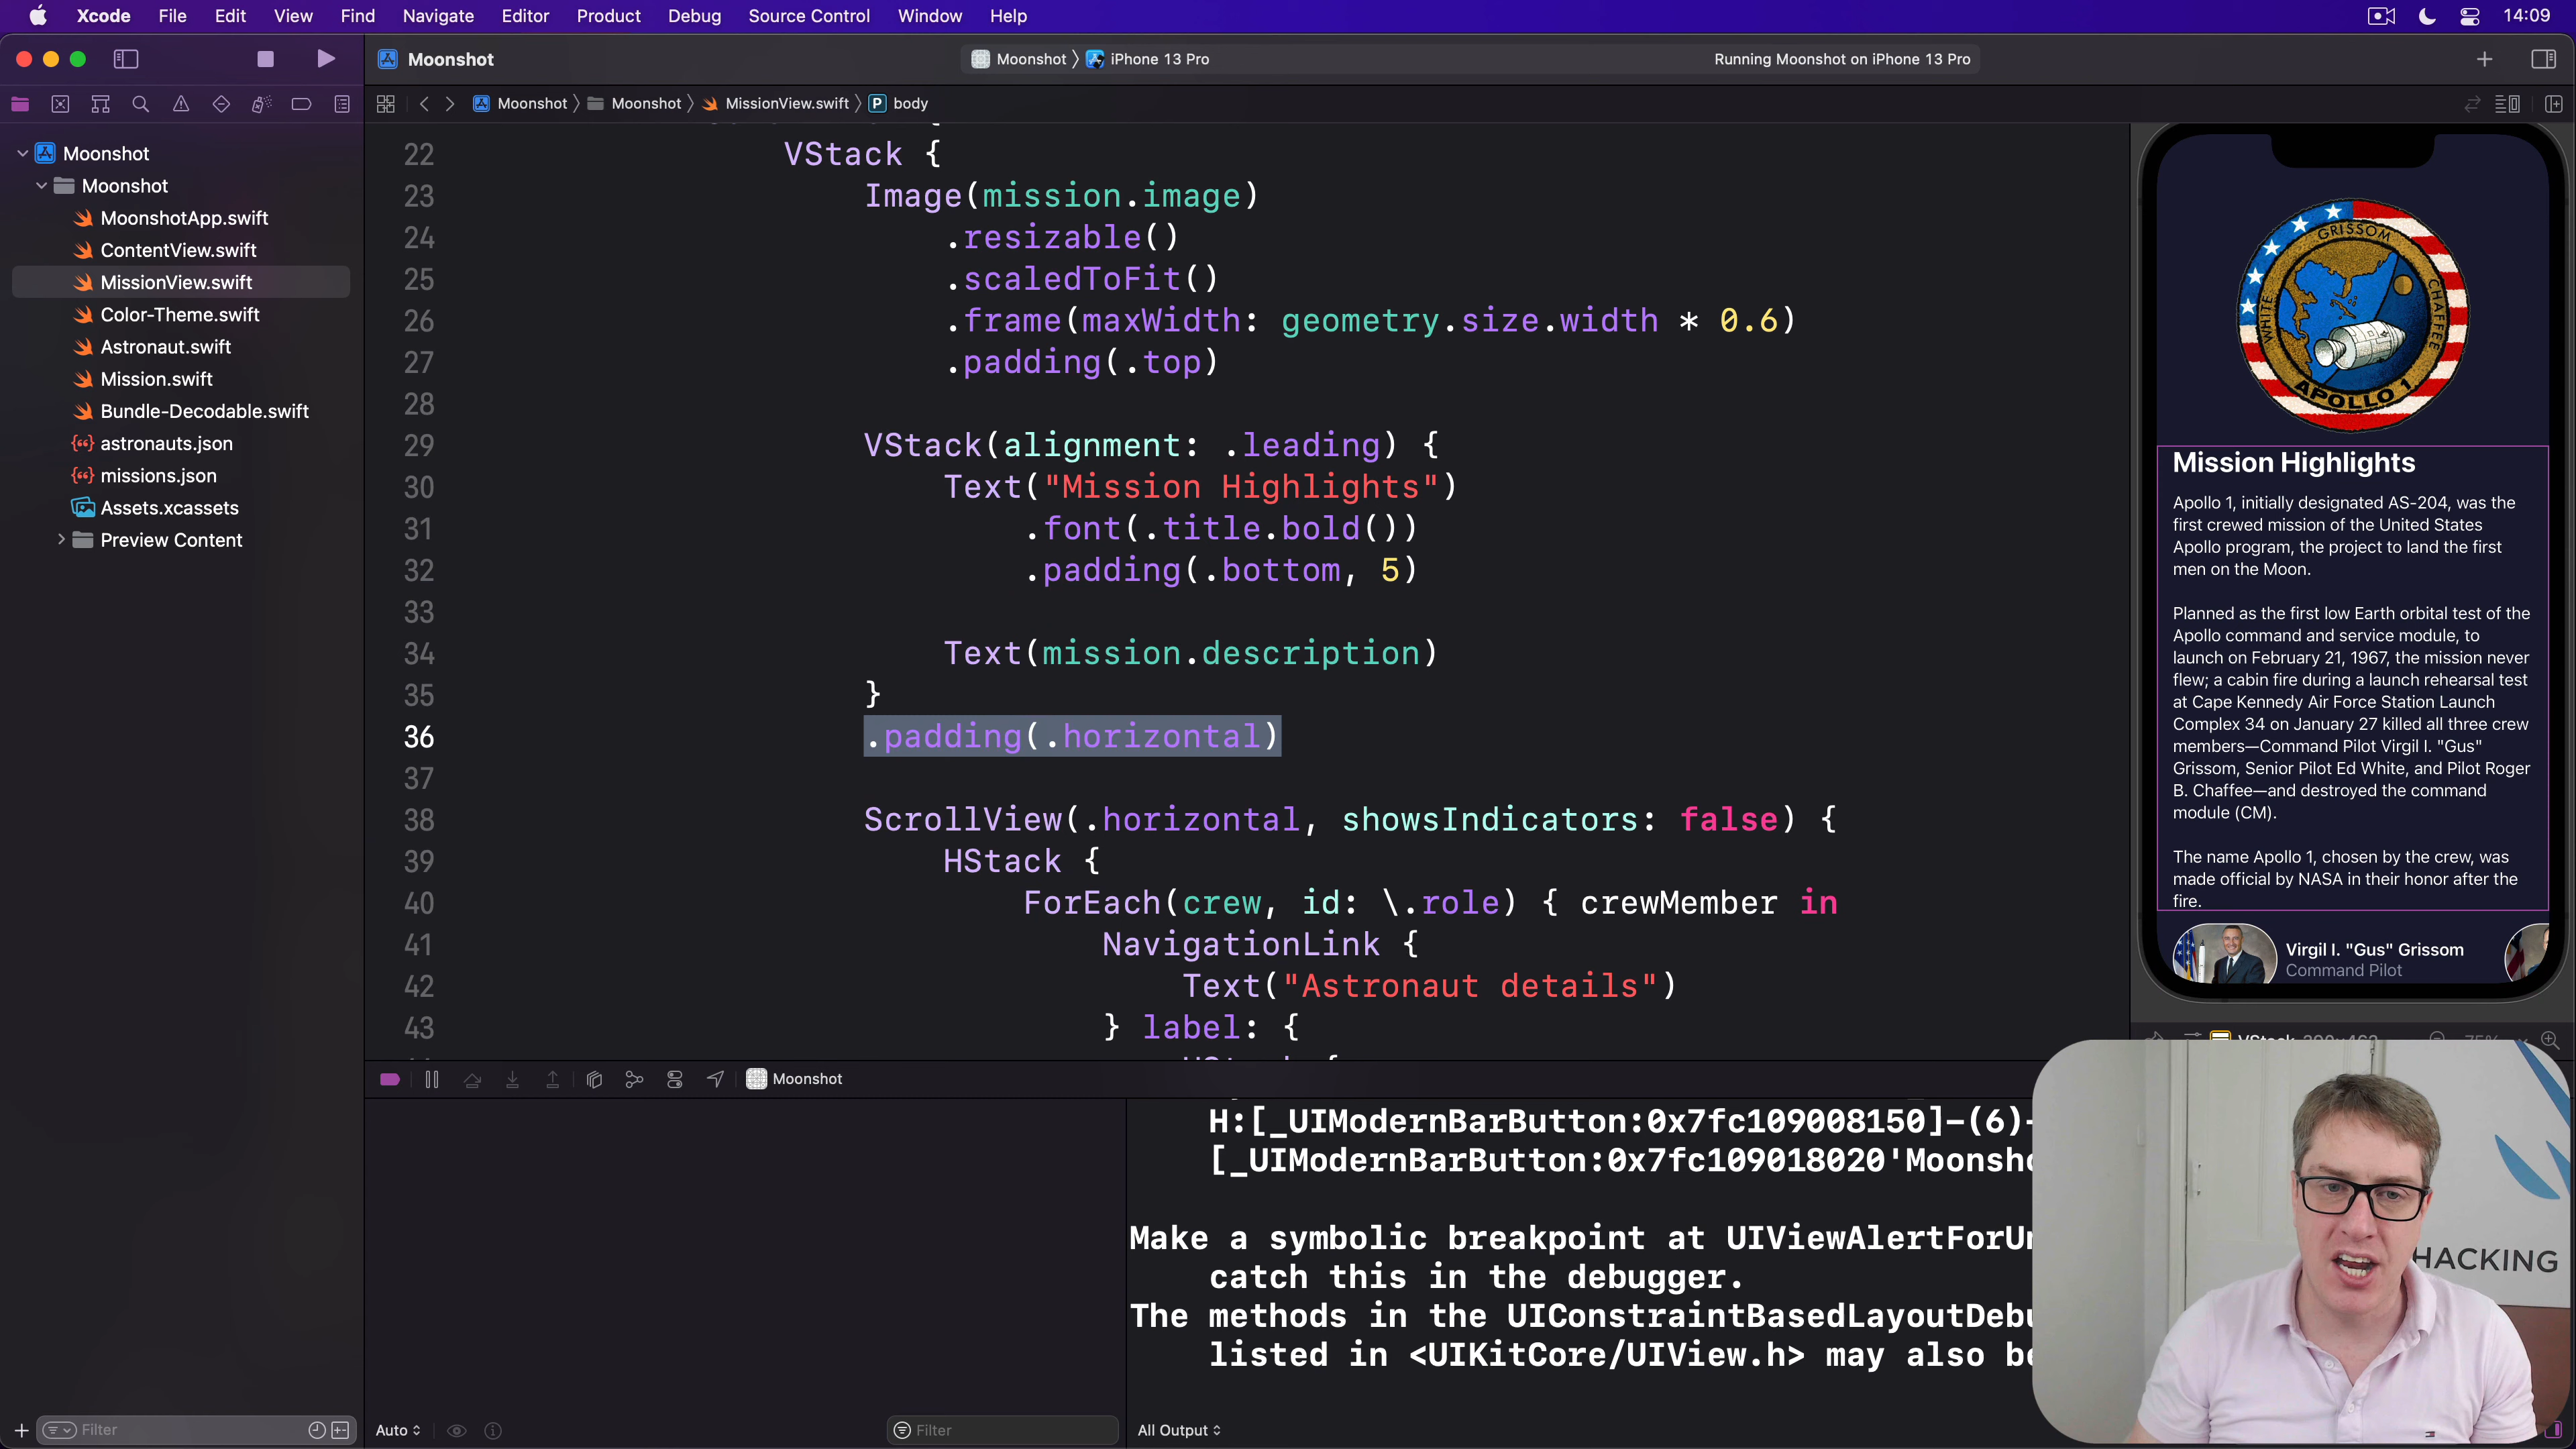 Xcode File Edit View Find Navigate Editor Product Debug Source Control Window Help 14:09
Moonshot Moonshot 〉 iPhone 13 Pro Running Moonshot on iPhone 13 Pro
Moonshot 〉 Moonshot 〉 MissionView.swift 〉 P body
Moonshot
Moonshot
MoonshotApp.swift
ContentView.swift
MissionView.swift
Color-Theme.swift
Astronaut.swift
Mission.swift
Bundle-Decodable.swift
astronauts.json
missions.json
Assets.xcassets
Preview Content
Filter
22 VStack {
23 Image(mission.image)
24 .resizable()
25 .scaledToFit()
26 .frame(maxWidth: geometry.size.width * 0.6)
27 .padding(.top)
28
29 VStack(alignment: .leading) {
30 Text("Mission Highlights")
31 .font(.title.bold())
32 .padding(.bottom, 5)
33
34 Text(mission.description)
35 }
36 .padding(.horizontal)
37
38 ScrollView(.horizontal, showsIndicators: false) {
39 HStack {
40 ForEach(crew, id: \.role) { crewMember in
41 NavigationLink {
42 Text("Astronaut details")
43 } label: {
GRISSOM
WHITE
CHAFFEE
APOLLO 1
Mission Highlights
Apollo 1, initially designated AS-204, was the
first crewed mission of the United States
Apollo program, the project to land the first
men on the Moon.
Planned as the first low Earth orbital test of the
Apollo command and service module, to
launch on February 21, 1967, the mission never
flew; a cabin fire during a launch rehearsal test
at Cape Kennedy Air Force Station Launch
Complex 34 on January 27 killed all three crew
members—Command Pilot Virgil I. "Gus"
Grissom, Senior Pilot Ed White, and Pilot Roger
B. Chaffee—and destroyed the command
module (CM).
The name Apollo 1, chosen by the crew, was
made official by NASA in their honor after the
fire.
Virgil I. "Gus" Grissom
Command Pilot
Moonshot
H:[_UIModernBarButton:0x7fc109008150]-(6)-
[_UIModernBarButton:0x7fc109018020'Moonsho
Make a symbolic breakpoint at UIViewAlertForUn
catch this in the debugger.
The methods in the UIConstraintBasedLayoutDebu
listed in <UIKitCore/UIView.h> may also be
Auto Filter All Output
HACKING